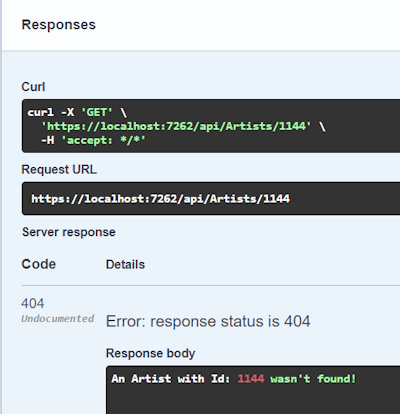 Responses
Curl
curl -X 'GET' \
'https://localhost:7262/api/Artists/1144' \
-H 'accept: */*'
Request URL
https://localhost:7262/api/Artists/1144
Server response
Code Details
404
Undocumented
Error: response status is 404
Response body
An Artist with Id: 1144 wasn't found!